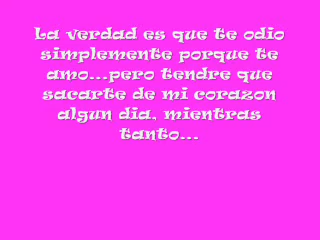 La verdad es que te odio
simplemente porque te
amo...pero tendre que
sacarte de mi corazon
algun dia, mientras
tanto...